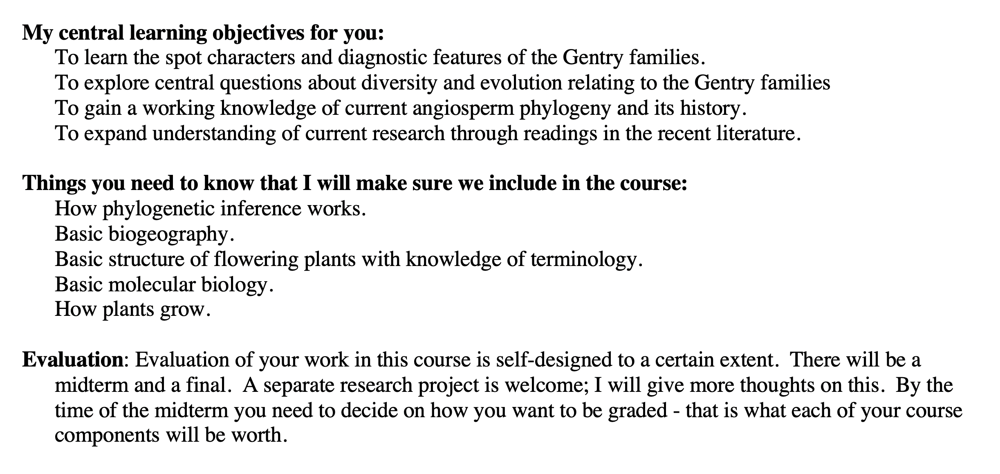 My central learning objectives for you:
To learn the spot characters and diagnostic features of the Gentry families.
To explore central questions about diversity and evolution relating to the Gentry families
To gain a working knowledge of current angiosperm phylogeny and its history.
To expand understanding of current research through readings in the recent literature.
Things you need to know that I will make sure we include in the course:
How phylogenetic inference works.
Basic biogeography.
Basic structure of flowering plants with knowledge of terminology.
Basic molecular biology.
How plants grow.
Evaluation: Evaluation of your work in this course is self-designed to a certain extent.  There will be a
midterm and a final.  A separate research project is welcome; I will give more thoughts on this.  By the
time of the midterm you need to decide on how you want to be graded - that is what each of your course
components will be worth.